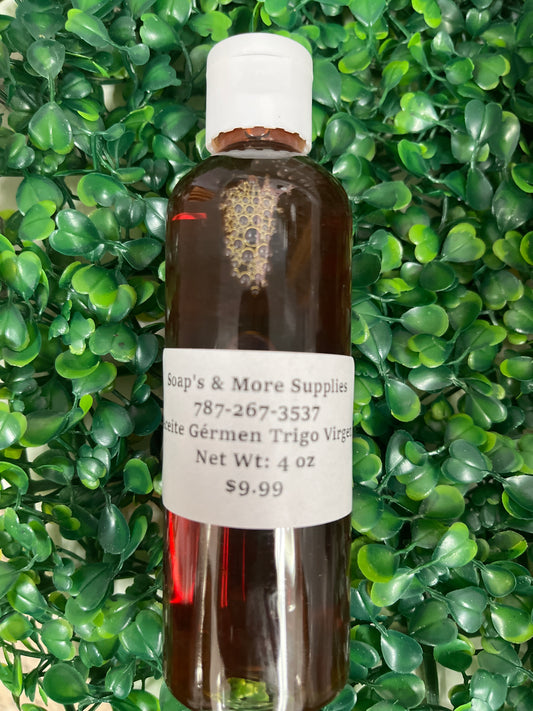 Soap's & More Supplies
787-267-3537
ceite Gérmen Trigo Virge
Net Wt: 4 oz
$9.99